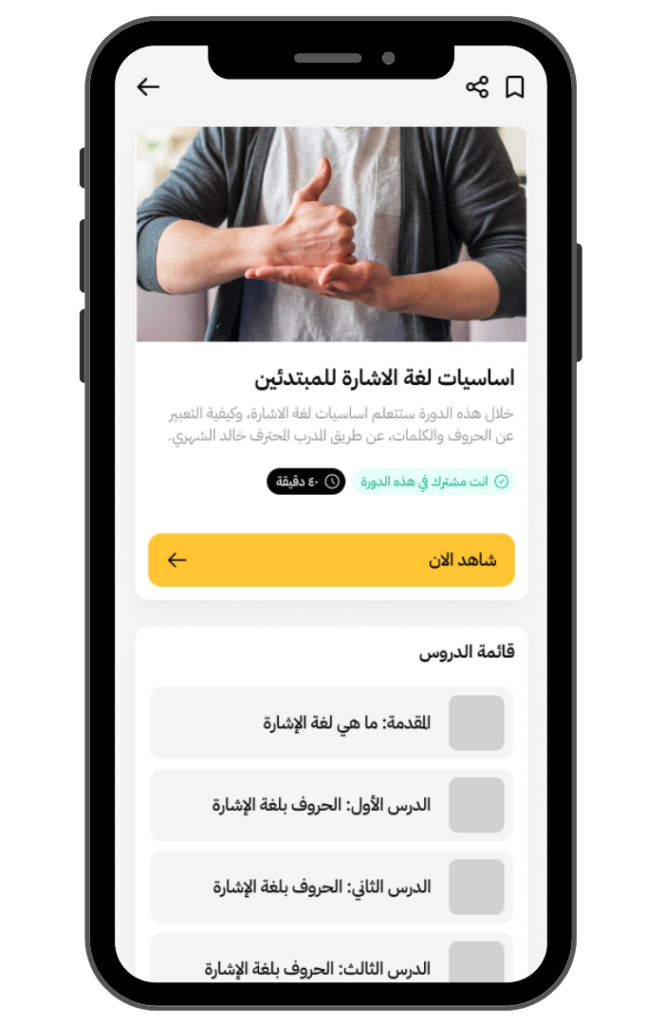 اساسيات لغة الاشارة للمبتدئين
خلال هذه الدورة ستتعلم اساسيات لغة الاشارة، وكيفية التعبير
عن الحروف والكلمات، عن طريق المدرب المحترف خالد الشهري.
انت مشترك في هذه الدورة
٤٠ دقيقة
شاهد الان
قائمة الدروس
المقدمة: ما هي لغة الإشارة
الدرس الأول: الحروف بلغة الإشارة
الدرس الثاني: الحروف بلغة الإشارة
الدرس الثالث: الحروف بلغة الإشارة